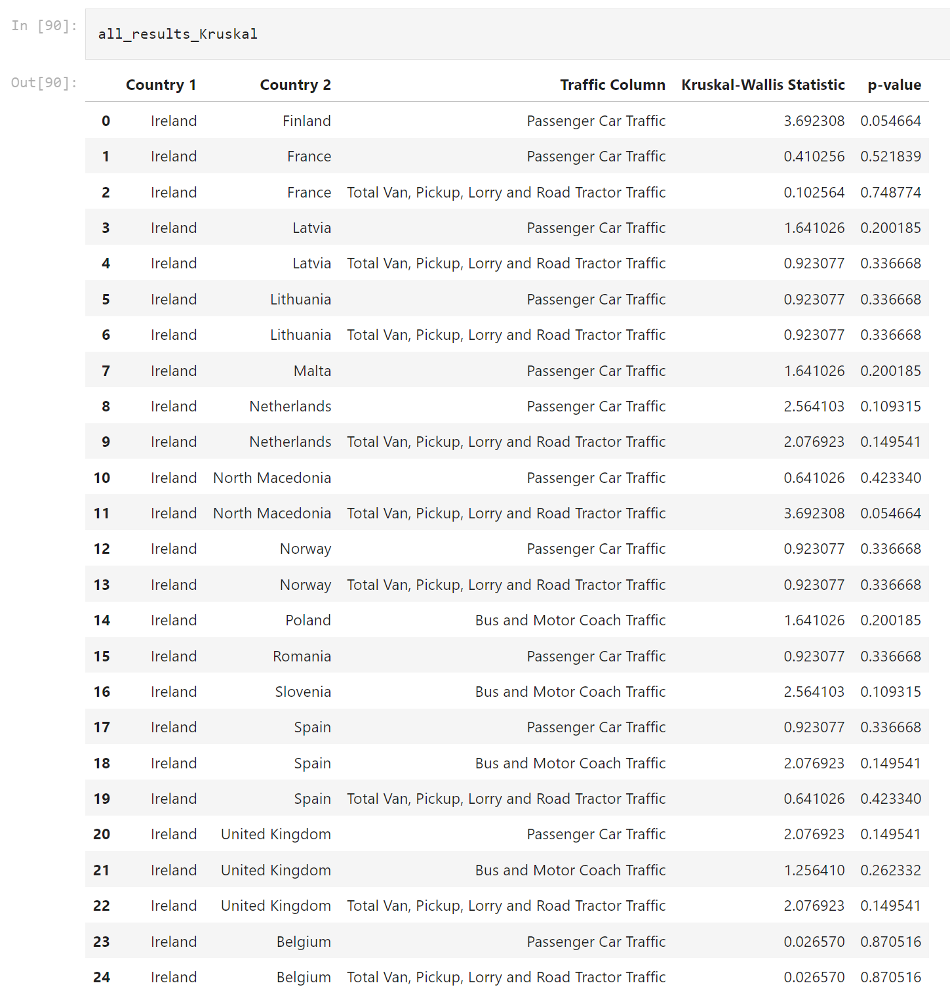 In [90]: all_results_Kruskal
Out[90]: Country 1 Country 2 Traffic Column Kruskal-Wallis Statistic p-value
0 Ireland Finland Passenger Car Traffic 3.692308 0.054664
1 Ireland France Passenger Car Traffic 0.410256 0.521839
2 Ireland France Total Van, Pickup, Lorry and Road Tractor Traffic 0.102564 0.748774
3 Ireland Latvia Passenger Car Traffic 1.641026 0.200185
4 Ireland Latvia Total Van, Pickup, Lorry and Road Tractor Traffic 0.923077 0.336668
5 Ireland Lithuania Passenger Car Traffic 0.923077 0.336668
6 Ireland Lithuania Total Van, Pickup, Lorry and Road Tractor Traffic 0.923077 0.336668
7 Ireland Malta Passenger Car Traffic 1.641026 0.200185
8 Ireland Netherlands Passenger Car Traffic 2.564103 0.109315
9 Ireland Netherlands Total Van, Pickup, Lorry and Road Tractor Traffic 2.076923 0.149541
10 Ireland North Macedonia Passenger Car Traffic 0.641026 0.423340
11 Ireland North Macedonia Total Van, Pickup, Lorry and Road Tractor Traffic 3.692308 0.054664
12 Ireland Norway Passenger Car Traffic 0.923077 0.336668
13 Ireland Norway Total Van, Pickup, Lorry and Road Tractor Traffic 0.923077 0.336668
14 Ireland Poland Bus and Motor Coach Traffic 1.641026 0.200185
15 Ireland Romania Passenger Car Traffic 0.923077 0.336668
16 Ireland Slovenia Bus and Motor Coach Traffic 2.564103 0.109315
17 Ireland Spain Passenger Car Traffic 0.923077 0.336668
18 Ireland Spain Bus and Motor Coach Traffic 2.076923 0.149541
19 Ireland Spain Total Van, Pickup, Lorry and Road Tractor Traffic 0.641026 0.423340
20 Ireland United Kingdom Passenger Car Traffic 2.076923 0.149541
21 Ireland United Kingdom Bus and Motor Coach Traffic 1.256410 0.262332
22 Ireland United Kingdom Total Van, Pickup, Lorry and Road Tractor Traffic 2.076923 0.149541
23 Ireland Belgium Passenger Car Traffic 0.026570 0.870516
24 Ireland Belgium Total Van, Pickup, Lorry and Road Tractor Traffic 0.026570 0.870516